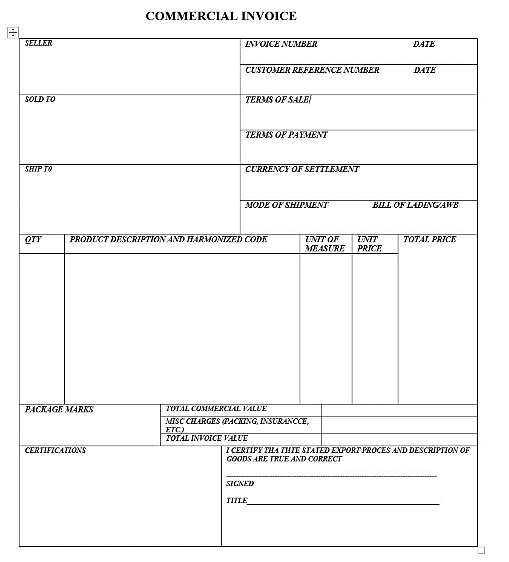 COMMERCIAL INVOICE
SELLER
INVOICE NUMBER DATE
CUSTOMER REFERENCE NUMBER DATE
SOLD TO
TERMS OF SALE
TERMS OF PAYMENT
SHIP TO
CURRENCY OF SETTLEMENT
MODE OF SHIPMENT BILL OF LADING/AWB
QTY PRODUCT DESCRIPTION AND HARMONIZED CODE UNIT OF UNIT TOTAL PRICE
MEASURE PRICE
PACKAGE MARKS TOTAL COMMERCIAL VALUE
MISC CHARGES (PACKING, INSURANCCE,
ETC)
TOTAL INVOICE VALUE
CERTIFICATIONS
I CERTIFY THA THTE STATED EXPORT PROCES AND DESCRIPTION OF
GOODS ARE TRUE AND CORRECT
SIGNED
TITLE